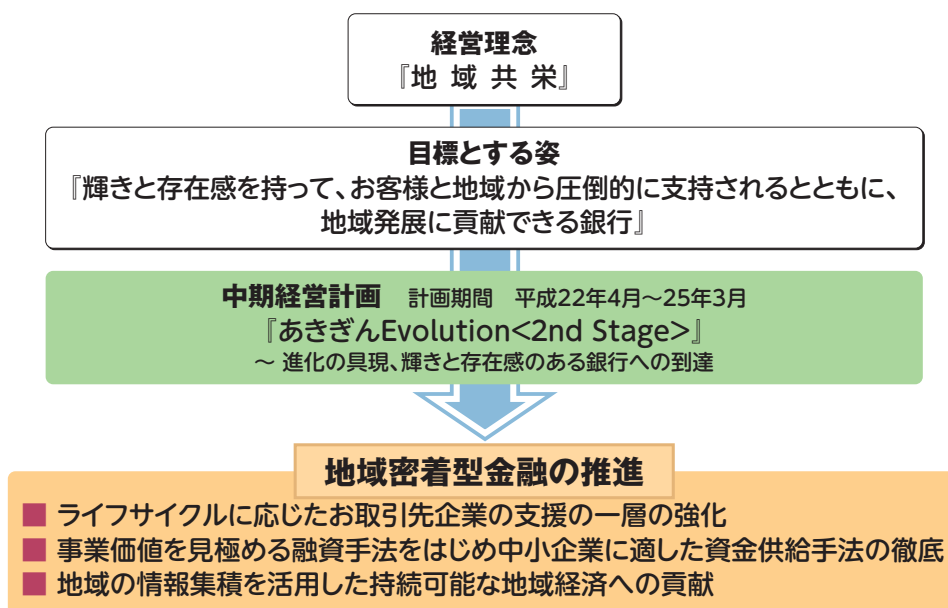 経営理念
『地 域 共 栄』
目標とする姿
『輝きと存在感を持って、お客様と地域から圧倒的に支持されるとともに、
地域発展に貢献できる銀行』
中期経営計画 計画期間 平成22年4月～25年3月
『あきぎんEvolution<2nd Stage>』
～ 進化の具現、輝きと存在感のある銀行への到達
地域密着型金融の推進
■ ライフサイクルに応じたお取引先企業の支援の一層の強化
■ 事業価値を見極める融資手法をはじめ中小企業に適した資金供給手法の徹底
■ 地域の情報集積を活用した持続可能な地域経済への貢献